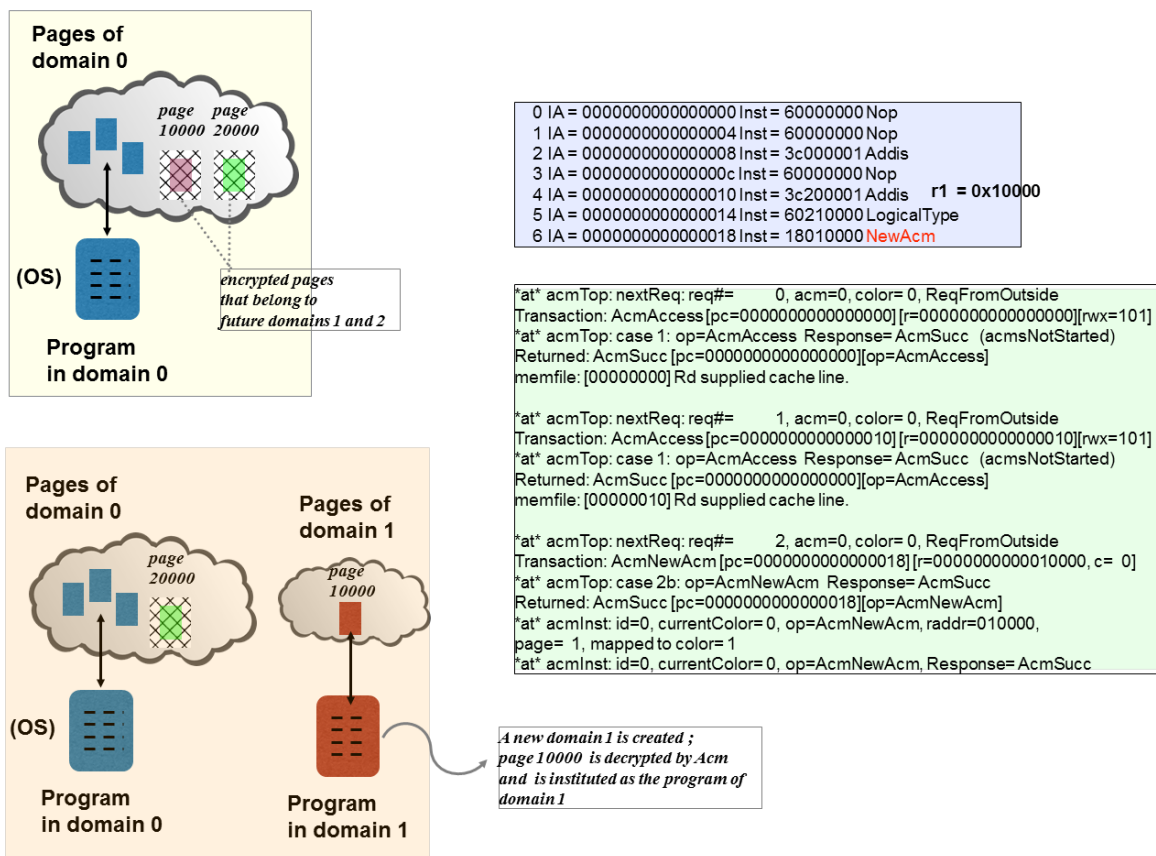 Pages of
domain 0
page
10000
page
20000
(OS)
encrypted pages
that belong to
future domains 1 and 2
Program
in domain 0
0 IA = 0000000000000000 Inst = 60000000 Nop
1 IA = 0000000000000004 Inst = 60000000 Nop
2 IA = 0000000000000008 Inst = 3c000001 Addis
3 IA = 000000000000000c Inst = 60000000 Nop
4 IA = 0000000000000010 Inst = 3c200001 Addis
r1 = 0x10000
5 IA = 0000000000000014 Inst = 60210000 LogicalType
6 IA = 0000000000000018 Inst = 18010000 NewAcm
*at* acmTop: nextReq: req#= 0, acm=0, color= 0, ReqFromOutside
Transaction: AcmAccess [pc=0000000000000000] [r=0000000000000000][rwx=101]
*at* acmTop: case 1: op=AcmAccess Response= AcmSucc (acmsNotStarted)
Returned: AcmSucc [pc=0000000000000000][op=AcmAccess]
memfile: [00000000] Rd supplied cache line.
*at* acmTop: nextReq: req#= 1, acm=0, color= 0, ReqFromOutside
Transaction: AcmAccess [pc=0000000000000010] [r=0000000000000010][rwx=101]
*at* acmTop: case 1: op=AcmAccess Response= AcmSucc (acmsNotStarted)
Returned: AcmSucc [pc=0000000000000000][op=AcmAccess]
memfile: [00000010] Rd supplied cache line.
*at* acmTop: nextReq: req#= 2, acm=0, color= 0, ReqFromOutside
Transaction: AcmNewAcm [pc=0000000000000018] [r=0000000000010000, c= 0]
*at* acmTop: case 2b: op=AcmNewAcm Response= AcmSucc
Returned: AcmSucc [pc=0000000000000018][op=AcmNewAcm]
*at* acmInst: id=0, currentColor= 0, op=AcmNewAcm, raddr=010000,
page= 1, mapped to color= 1
*at* acmInst: id=0, currentColor= 0, op=AcmNewAcm, Response= AcmSucc
Pages of
domain 0
page
20000
Pages of
domain 1
page
10000
(OS)
Program
in domain 0
Program
in domain 1
A new domain 1 is created ;
page 10000 is decrypted by Acm
and is instituted as the program of
domain 1